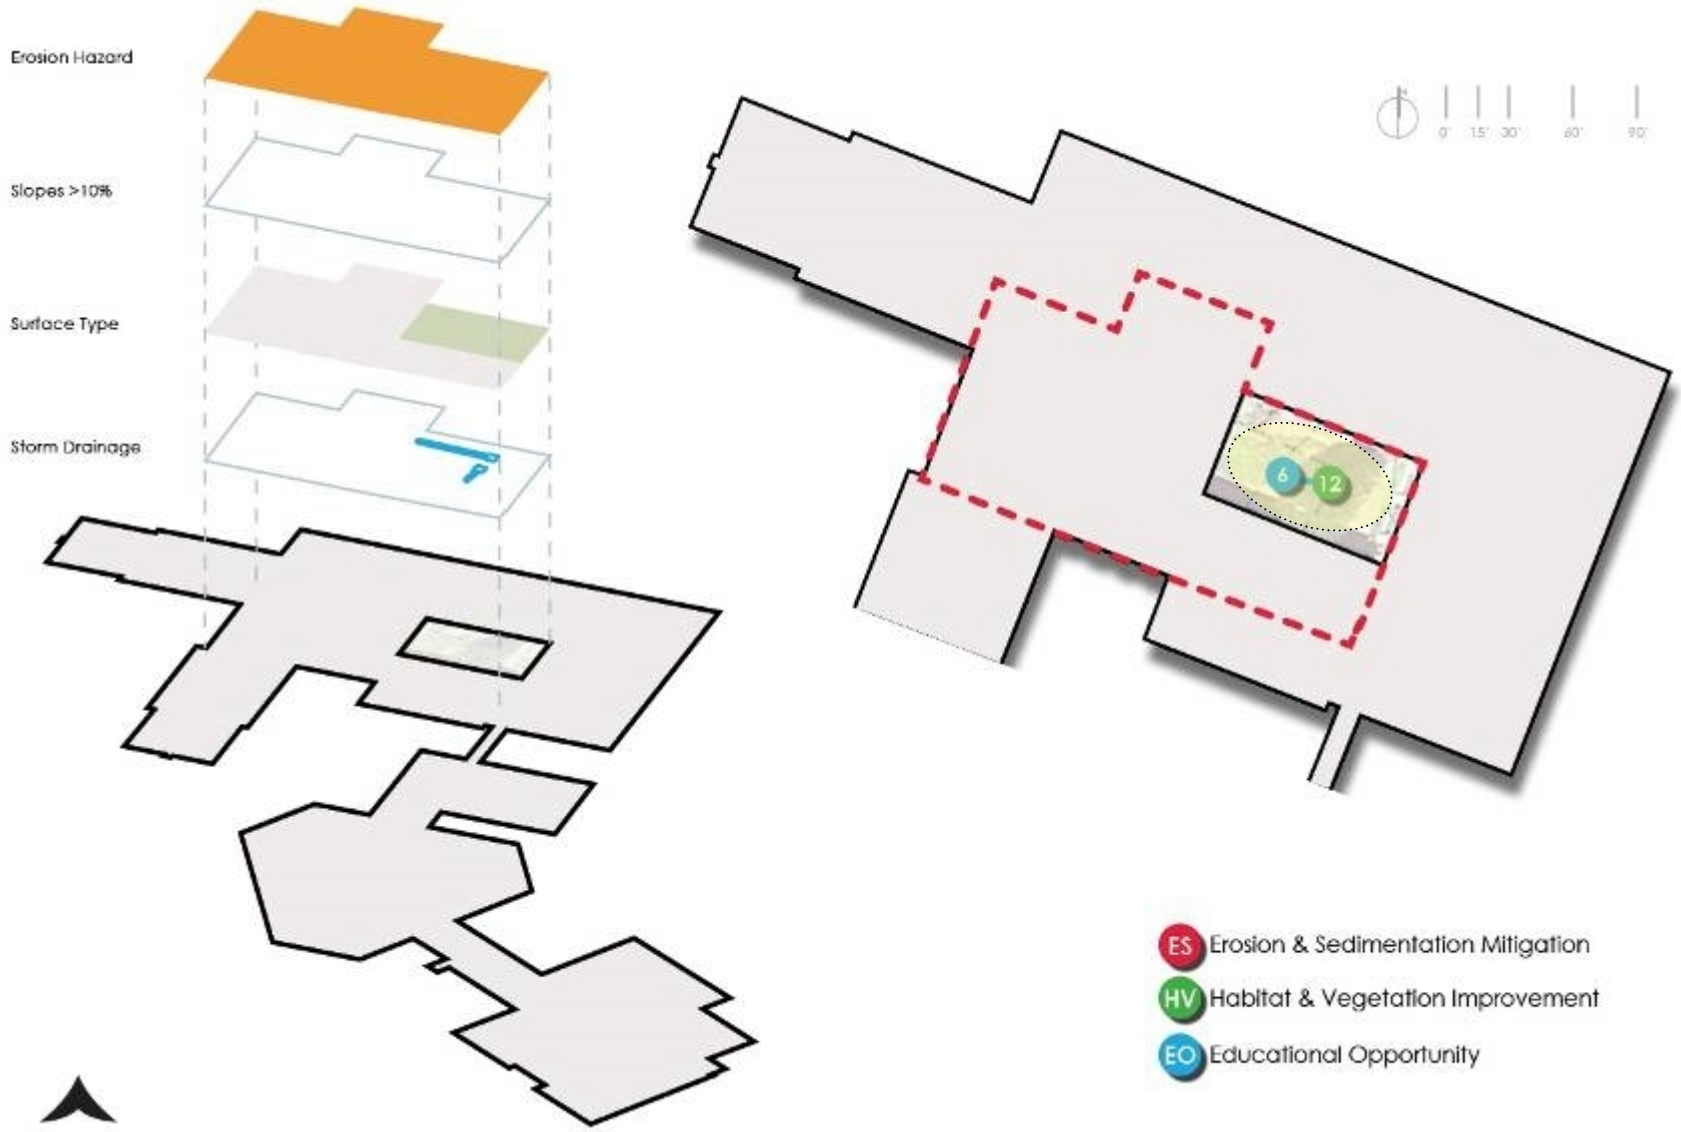 Erosion Hazard
Slopes >10%
Surface Type
Storm Drainage
N
0' 15' 30' 60' 90'
6 12
ES Erosion & Sedimentation Mitigation
HV Habitat & Vegetation Improvement
EO Educational Opportunity